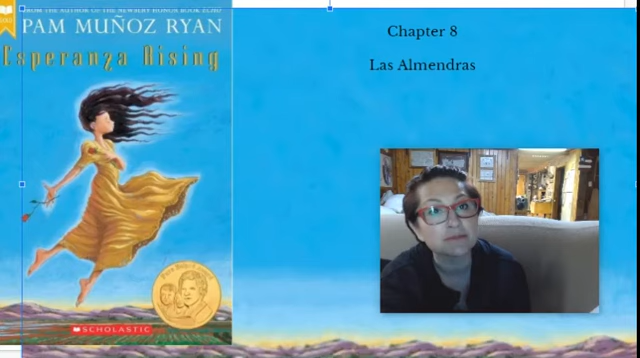 FROM THE AUTHOR OF THE NEWBERY HONOR BOOK ECHO
PAM MUÑOZ RYAN
Esperanza Rising
SCHOLASTIC
Chapter 8
Las Almendras